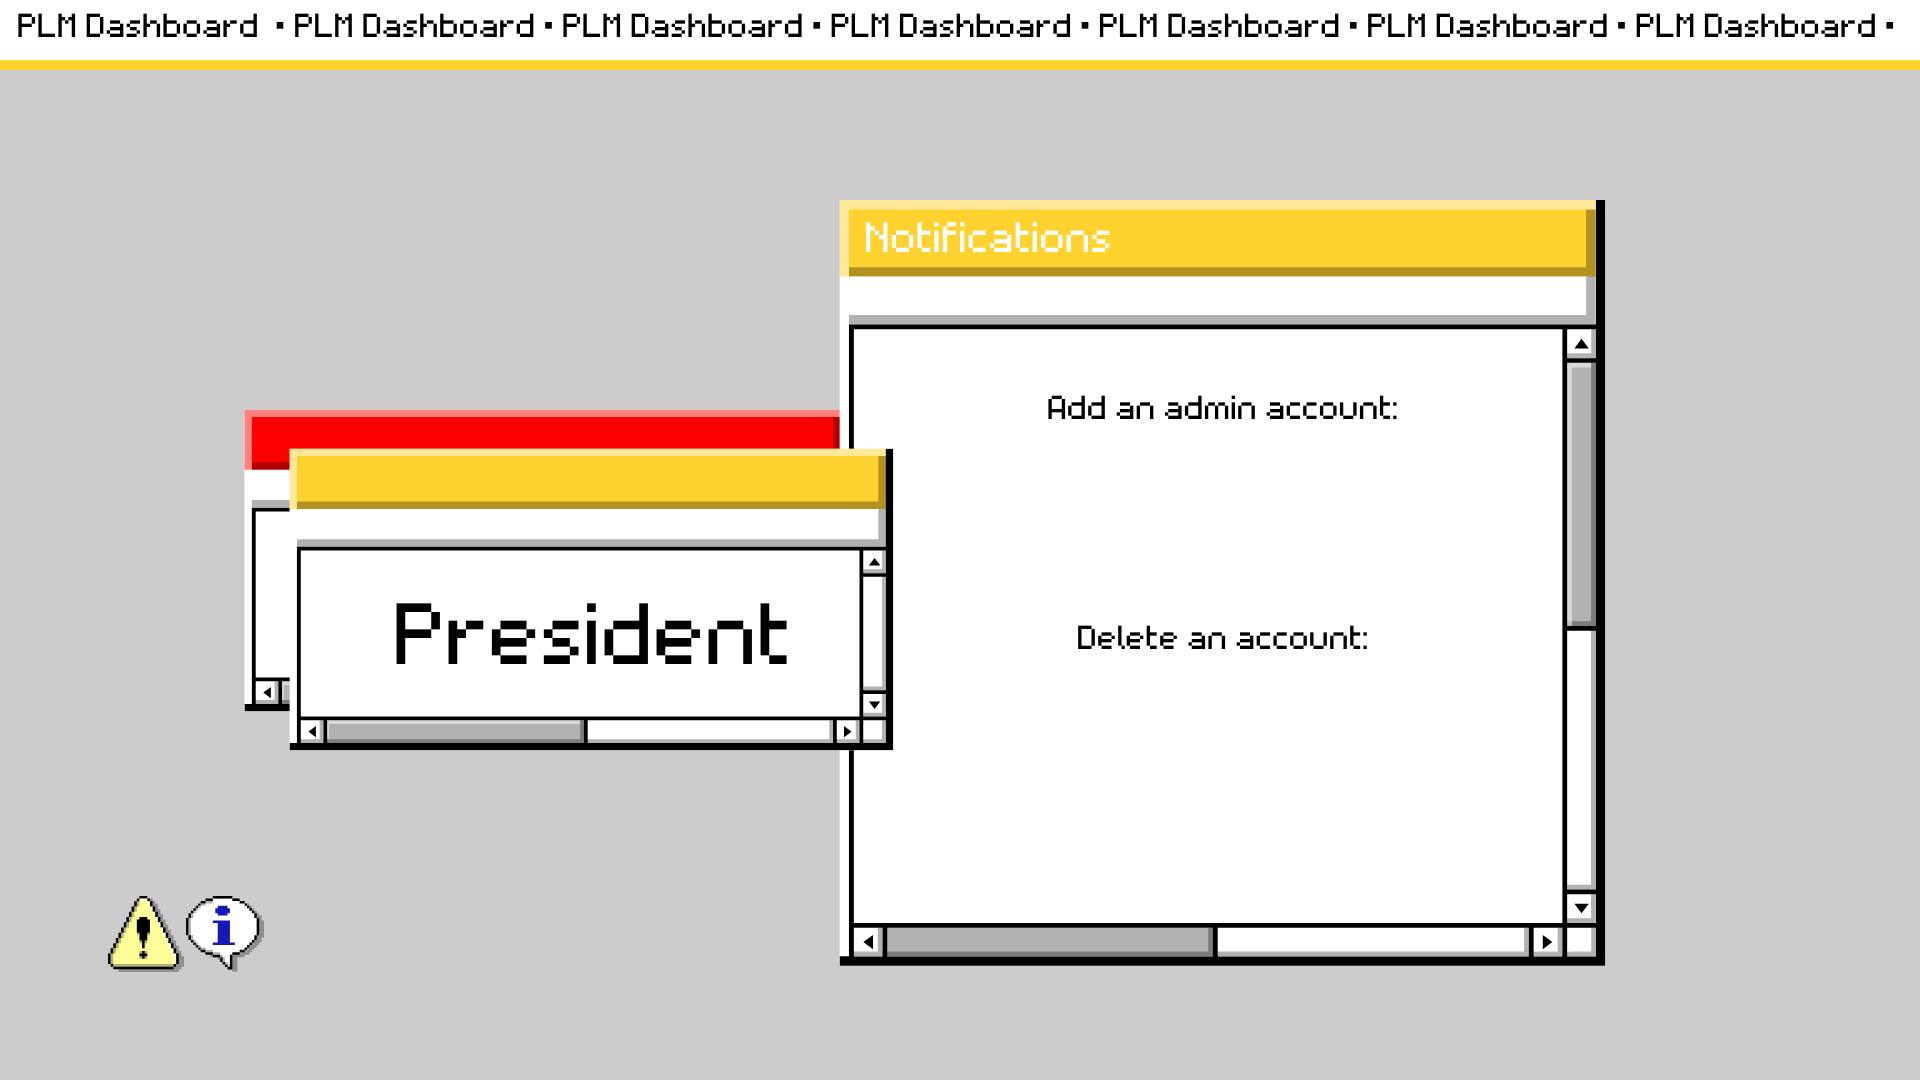 PLM Dashboard · PLM Dashboard · PLM Dashboard · PLM Dashboard · PLM Dashboard · PLM Dashboard · PLM Dashboard ·
Notifications
Add an admin account:
President
Delete an account: